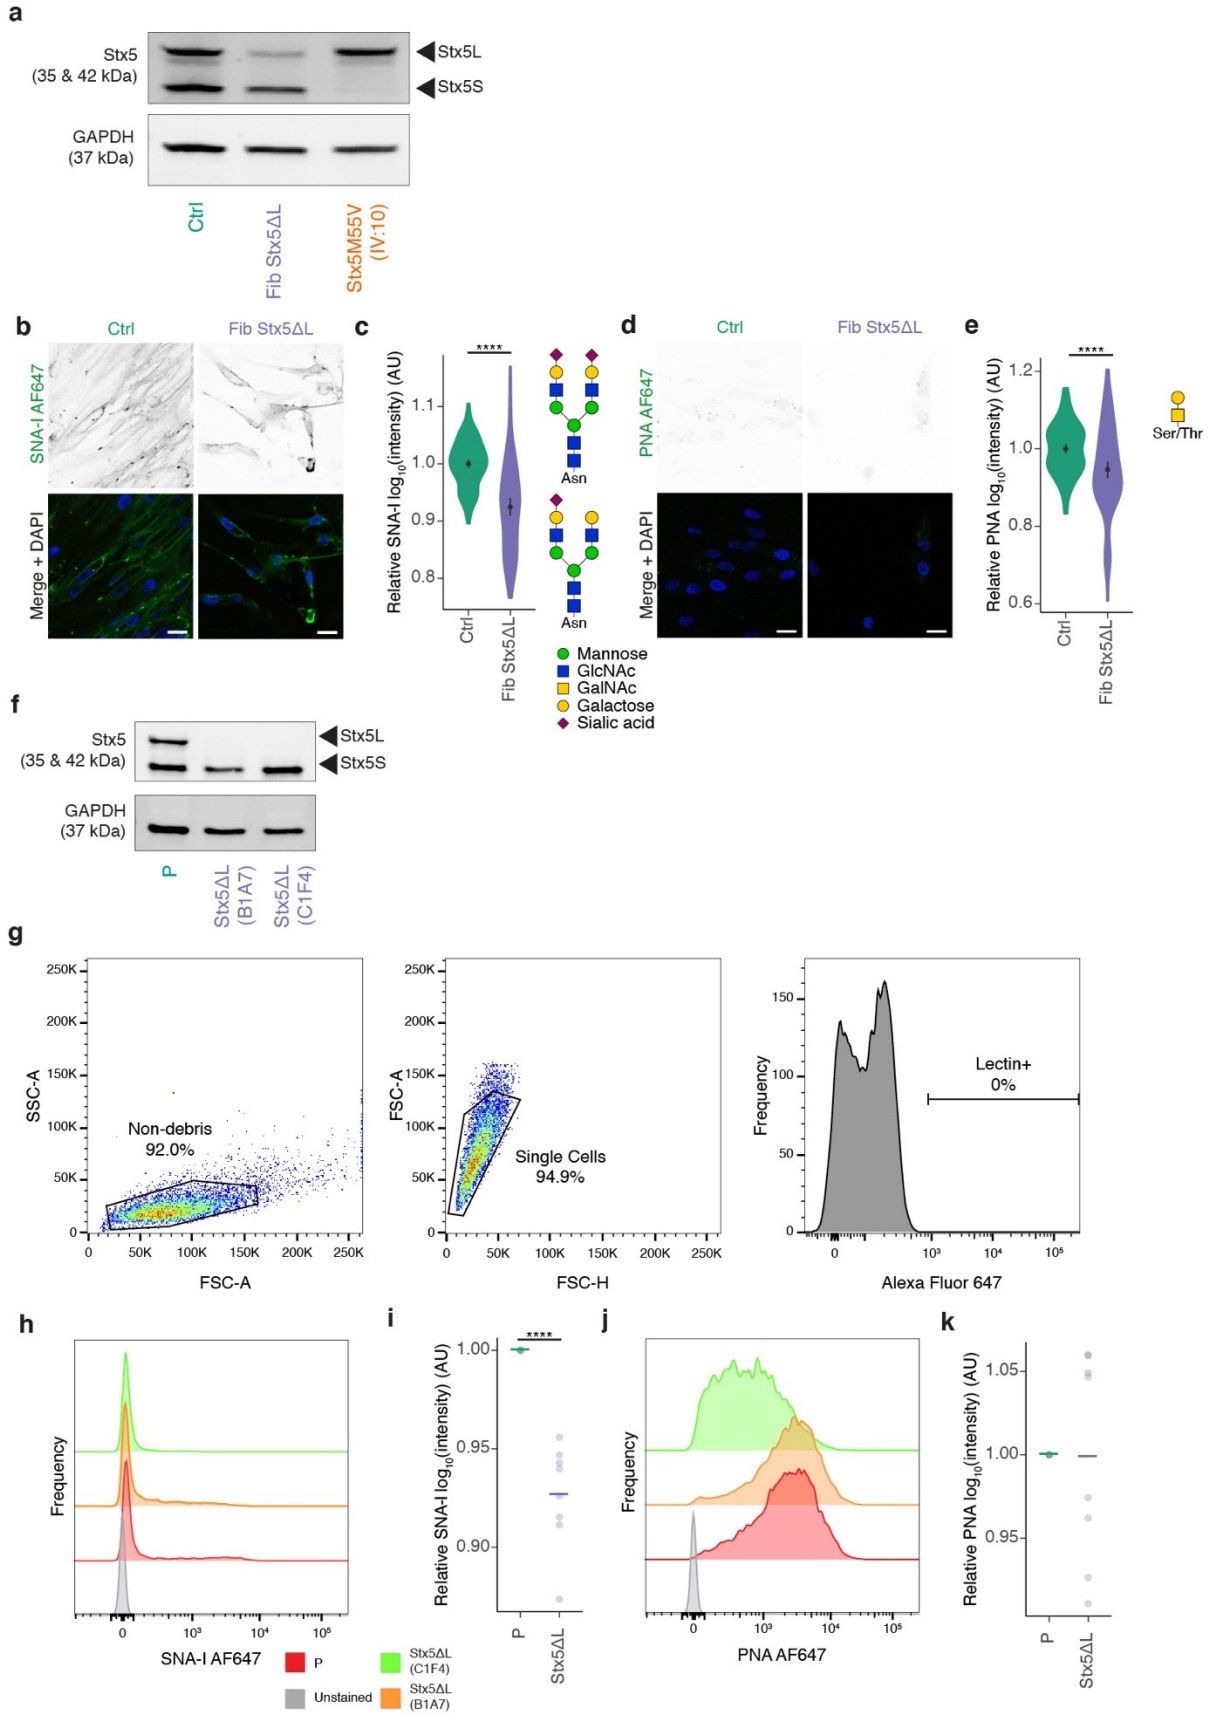 a
Stx5
(35 & 42 kDa)
Stx5L
Stx5S
GAPDH
(37 kDa)
Ctrl
Fib Stx5ΔL
Stx5M55V
(IV:10)
b
Ctrl
Fib Stx5ΔL
SNA-I AF647
Merge + DAPI
c
Relative SNA-I log10(intensity) (AU)
****
1.1
1.0
0.9
0.8
Ctrl
Fib Stx5ΔL
Asn
Asn
Mannose
GlcNAc
GalNAc
Galactose
Sialic acid
d
Ctrl
Fib Stx5ΔL
PNA AF647
Merge + DAPI
e
Relative PNA log10(intensity) (AU)
****
1.2
1.0
0.8
0.6
Ctrl
Fib Stx5ΔL
Ser/Thr
f
Stx5
(35 & 42 kDa)
Stx5L
Stx5S
GAPDH
(37 kDa)
P
Stx5ΔL
(B1A7)
Stx5ΔL
(C1F4)
g
SSC-A
250K
200K
150K
100K
50K
0
Non-debris
92.0%
0 50K 100K 150K 200K 250K
FSC-A
FSC-A
250K
200K
150K
100K
50K
0
Single Cells
94.9%
0 50K 100K 150K 200K 250K
FSC-H
Frequency
150
100
50
0
Lectin+
0%
0 10³ 10⁴ 10⁵
Alexa Fluor 647
h
Frequency
0 10³ 10⁴ 10⁵
SNA-I AF647
P
Unstained
Stx5ΔL
(C1F4)
Stx5ΔL
(B1A7)
i
Relative SNA-I log10(intensity) (AU)
****
1.00
0.95
0.90
P
Stx5ΔL
j
Frequency
0 10³ 10⁴ 10⁵
PNA AF647
k
Relative PNA log10(intensity) (AU)
1.05
1.00
0.95
P
Stx5ΔL